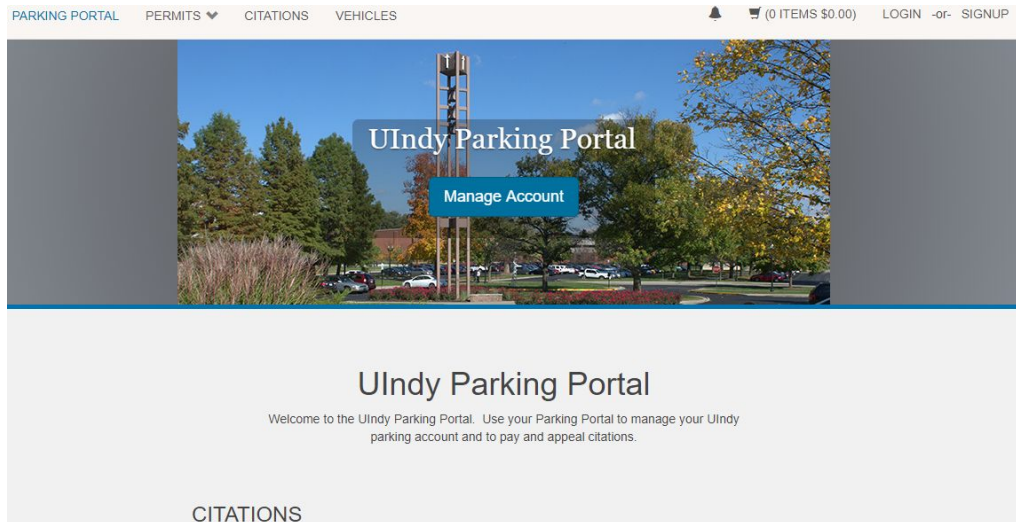 PARKING PORTAL PERMITS CITATIONS VEHICLES (0 ITEMS $0.00) LOGIN -or- SIGNUP
UIndy Parking Portal
Manage Account
UIndy Parking Portal
Welcome to the UIndy Parking Portal. Use your Parking Portal to manage your UIndy
parking account and to pay and appeal citations.
CITATIONS